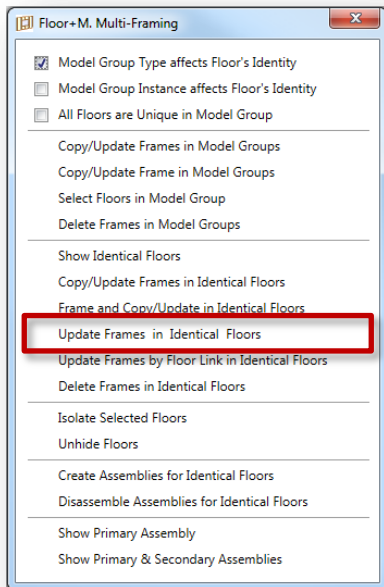 Floor+M. Multi-Framing
Model Group Type affects Floor's Identity
Model Group Instance affects Floor's Identity
All Floors are Unique in Model Group
Copy/Update Frames in Model Groups
Copy/Update Frame in Model Groups
Select Floors in Model Group
Delete Frames in Model Groups
Show Identical Floors
Copy/Update Frames in Identical Floors
Frame and Copy/Update in Identical Floors
Update Frames in Identical Floors
Update Frames by Floor Link in Identical Floors
Delete Frames in Identical Floors
Isolate Selected Floors
Unhide Floors
Create Assemblies for Identical Floors
Disassemble Assemblies for Identical Floors
Show Primary Assembly
Show Primary & Secondary Assemblies